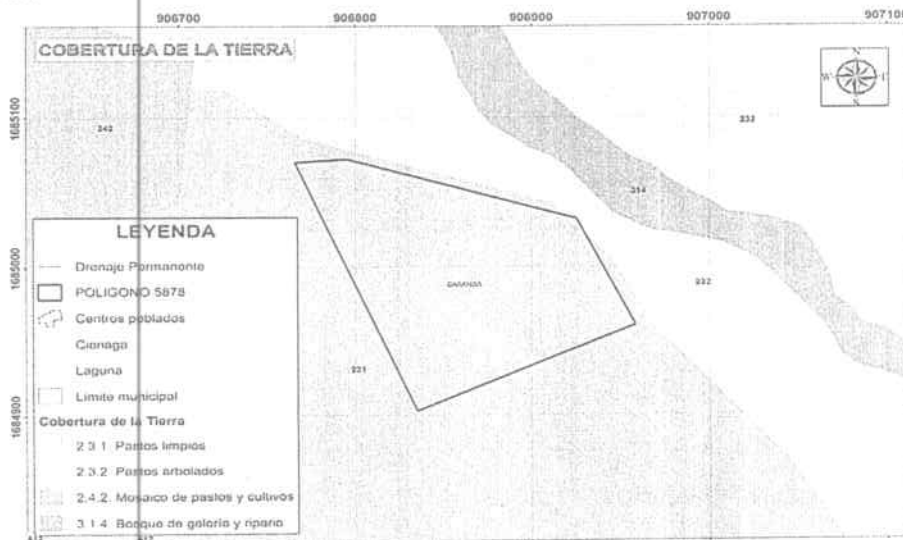 906700 906800 906900 907000 907100
COBERTURA DE LA TIERRA
N
W
S
1685100
242
232
314
LEYENDA
Drenaje Permanente
POLIGONO 5878
Centros poblados
Cienaga
Laguna
Limite municipal
Cobertura de la Tierra
2.3.1. Pastos limpios
2.3.2. Pastos arbolados
2.4.2. Mosaico de pastos y cultivos
3.1.4. Bosque de galeria y ripario
1685000
232
231
1684900